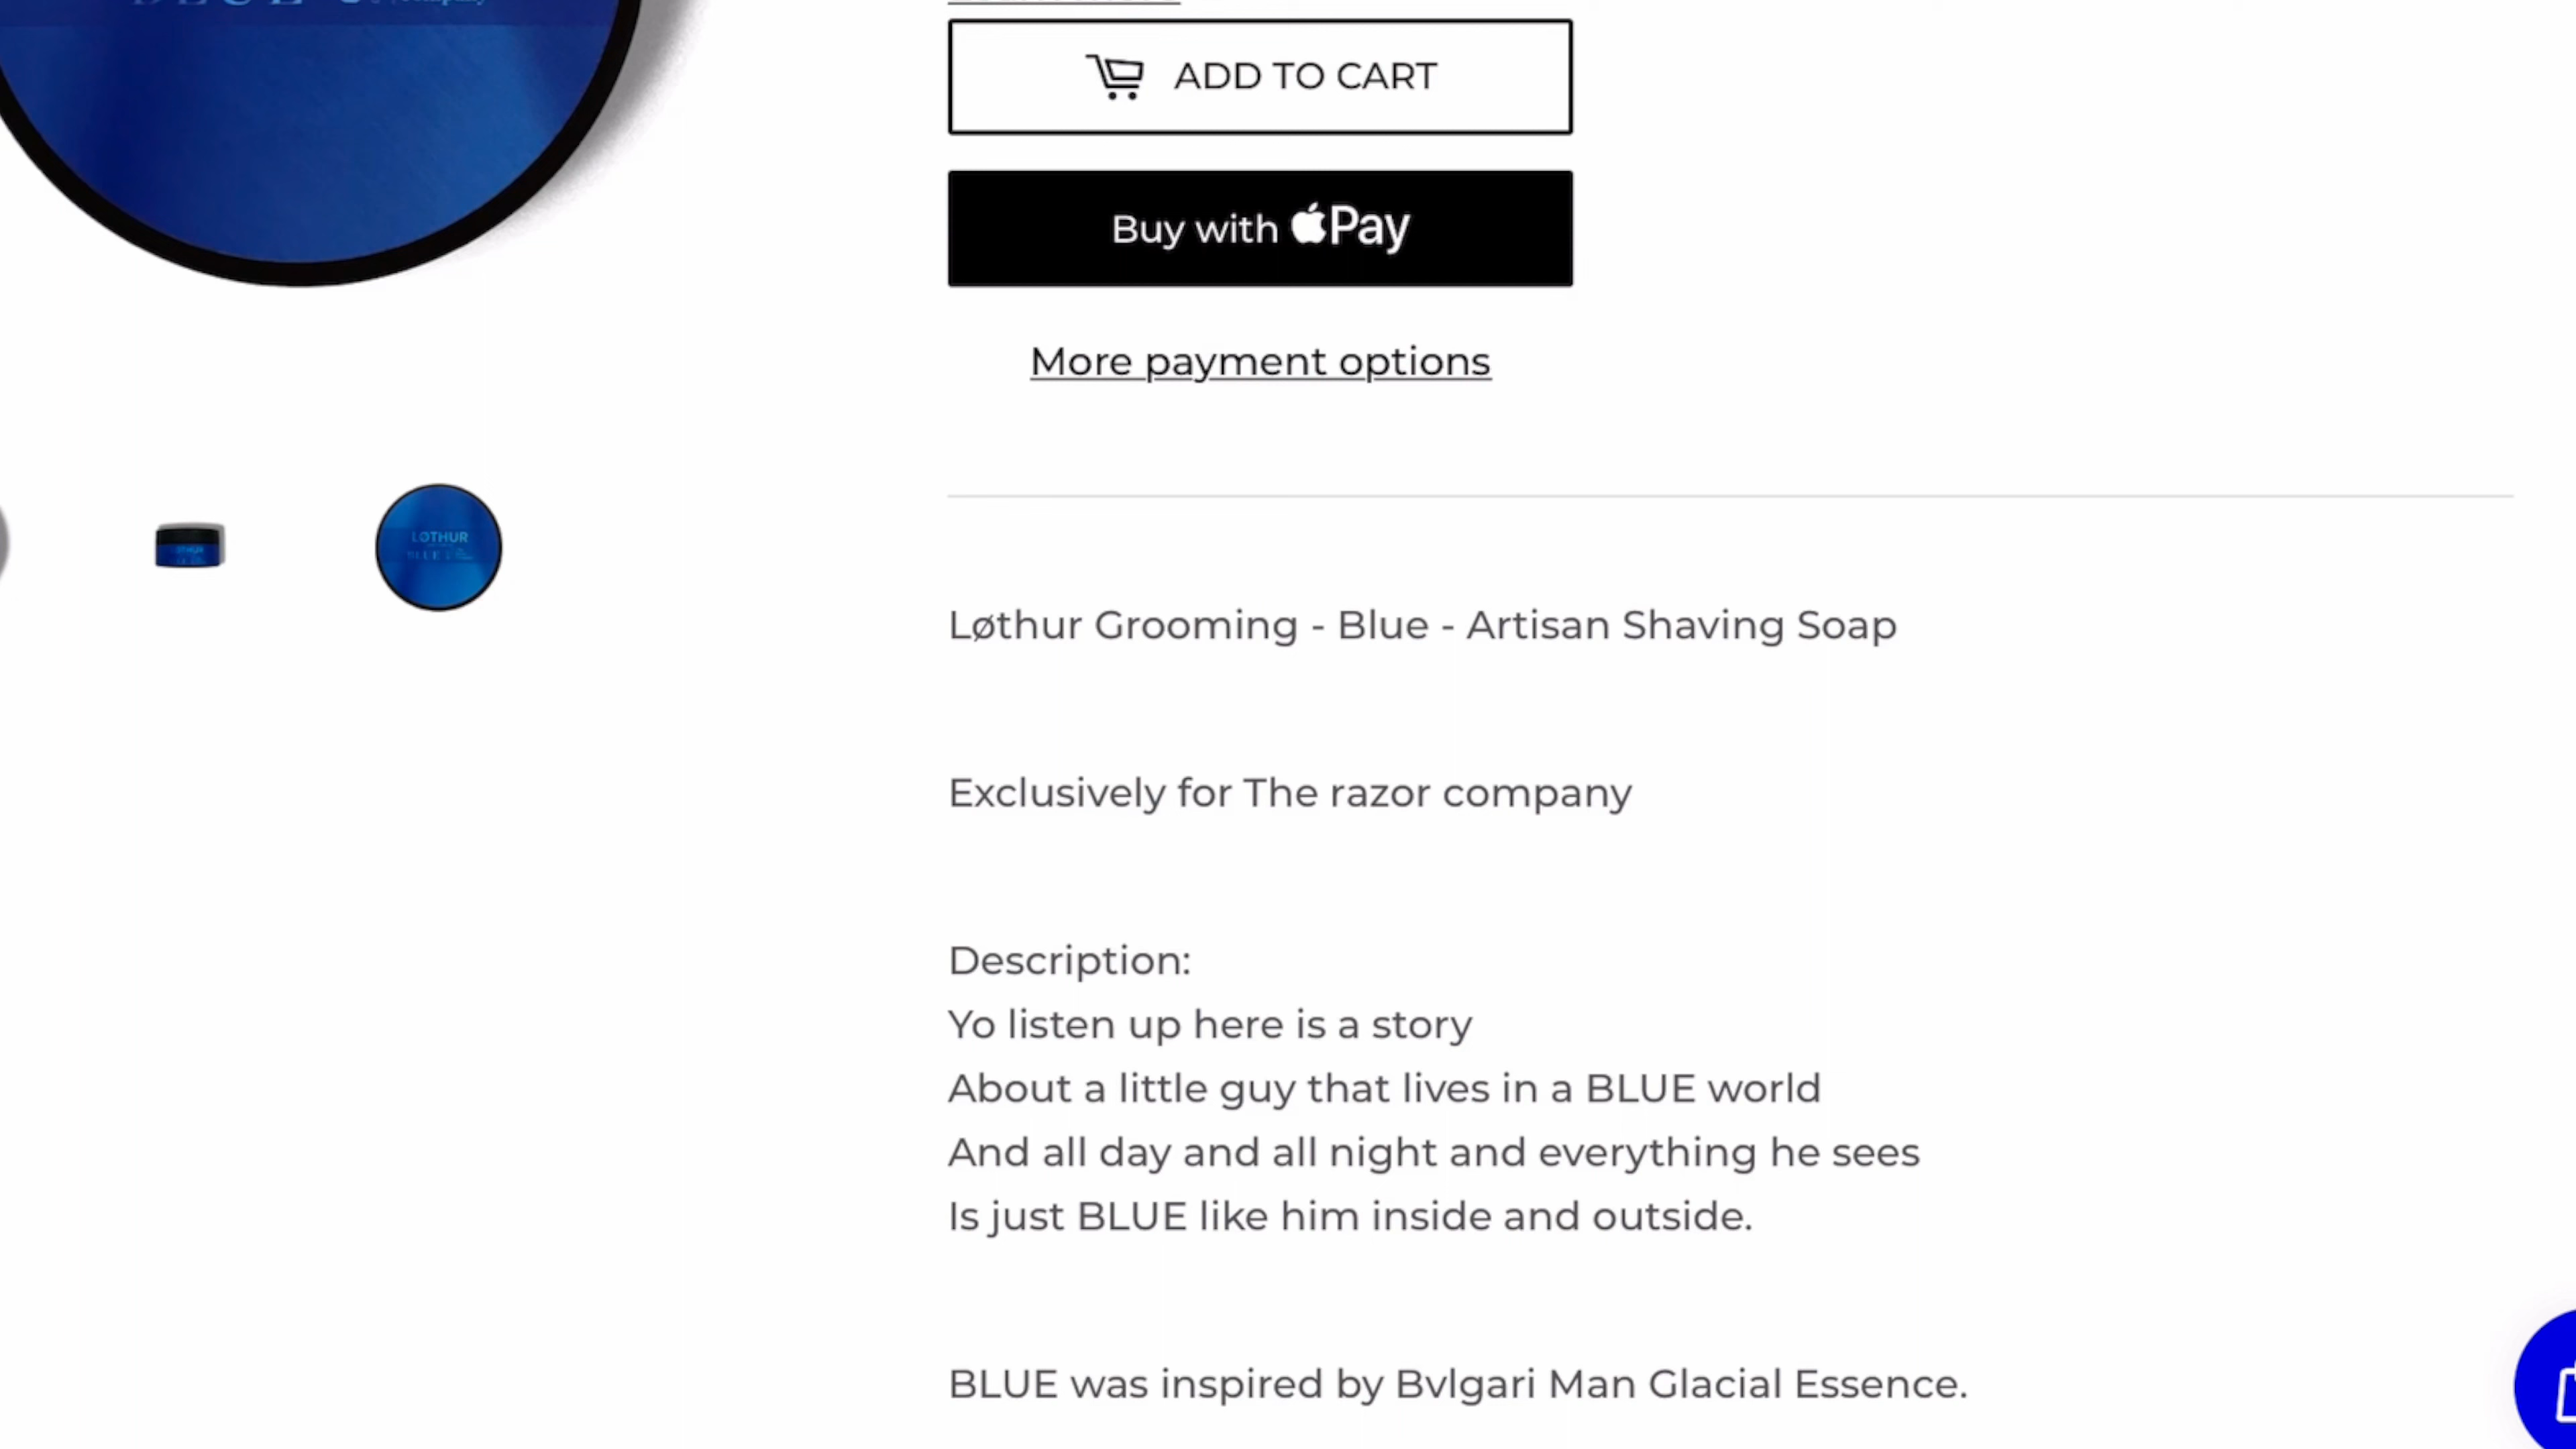 BLUE
ADD TO CART
Buy with Pay
More payment options
LØTHUR
BLUE
Løthur Grooming - Blue - Artisan Shaving Soap
Exclusively for The razor company
Description:
Yo listen up here is a story
About a little guy that lives in a BLUE world
And all day and all night and everything he sees
Is just BLUE like him inside and outside.
BLUE was inspired by Bvlgari Man Glacial Essence.